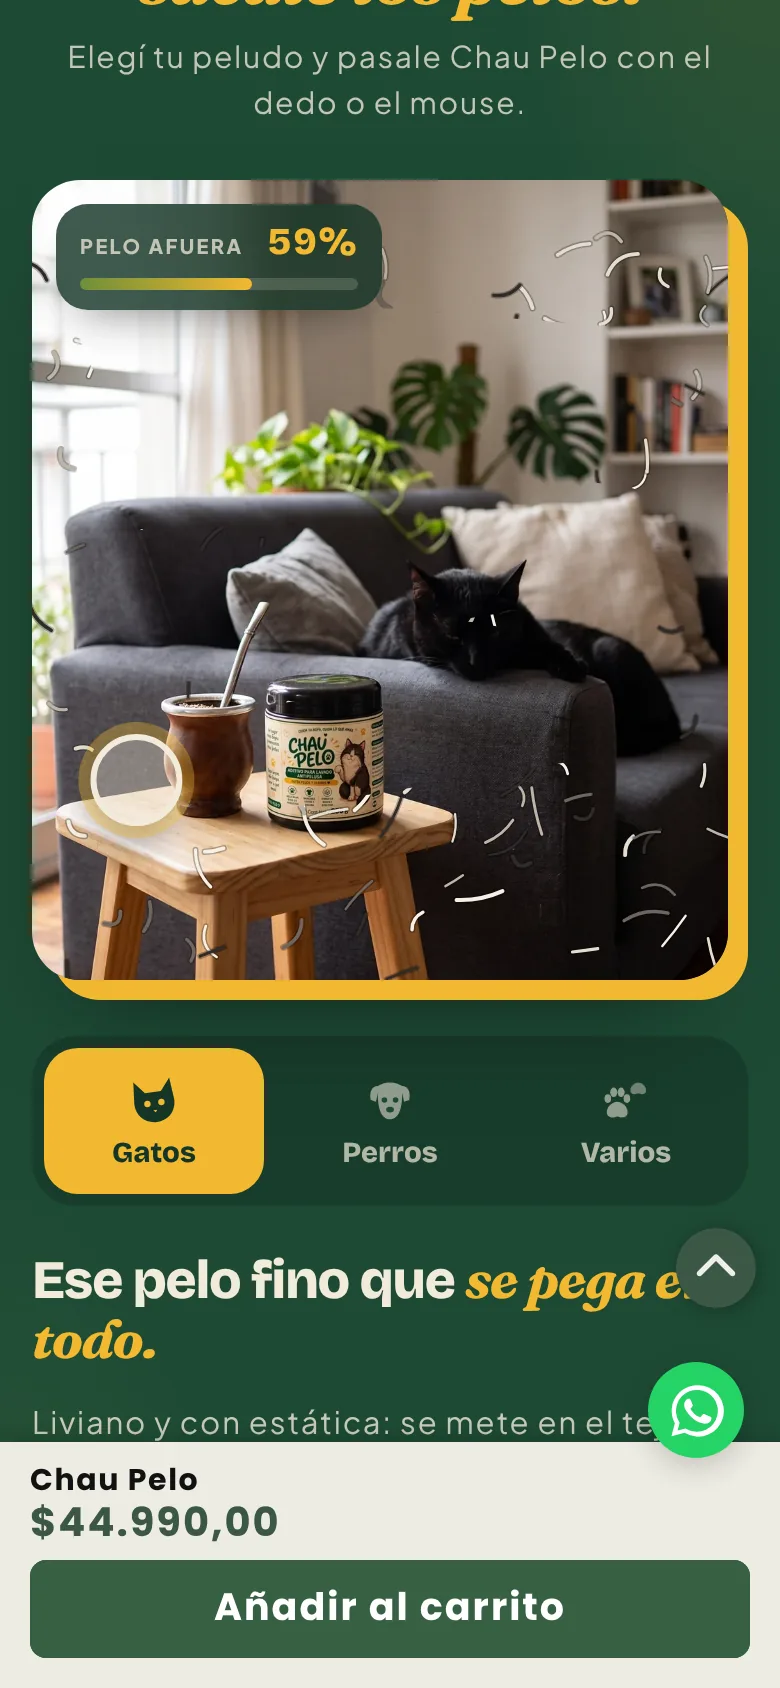 Elegí tu peludo y pasale Chau Pelo con el
dedo o el mouse.
PELO AFUERA 59%
CHAU
PELO
Gatos
Perros
Varios
Ese pelo fino que se pega
todo.
Liviano y con estática: se mete en el
Chau Pelo
$44.990,00
Añadir al carrito